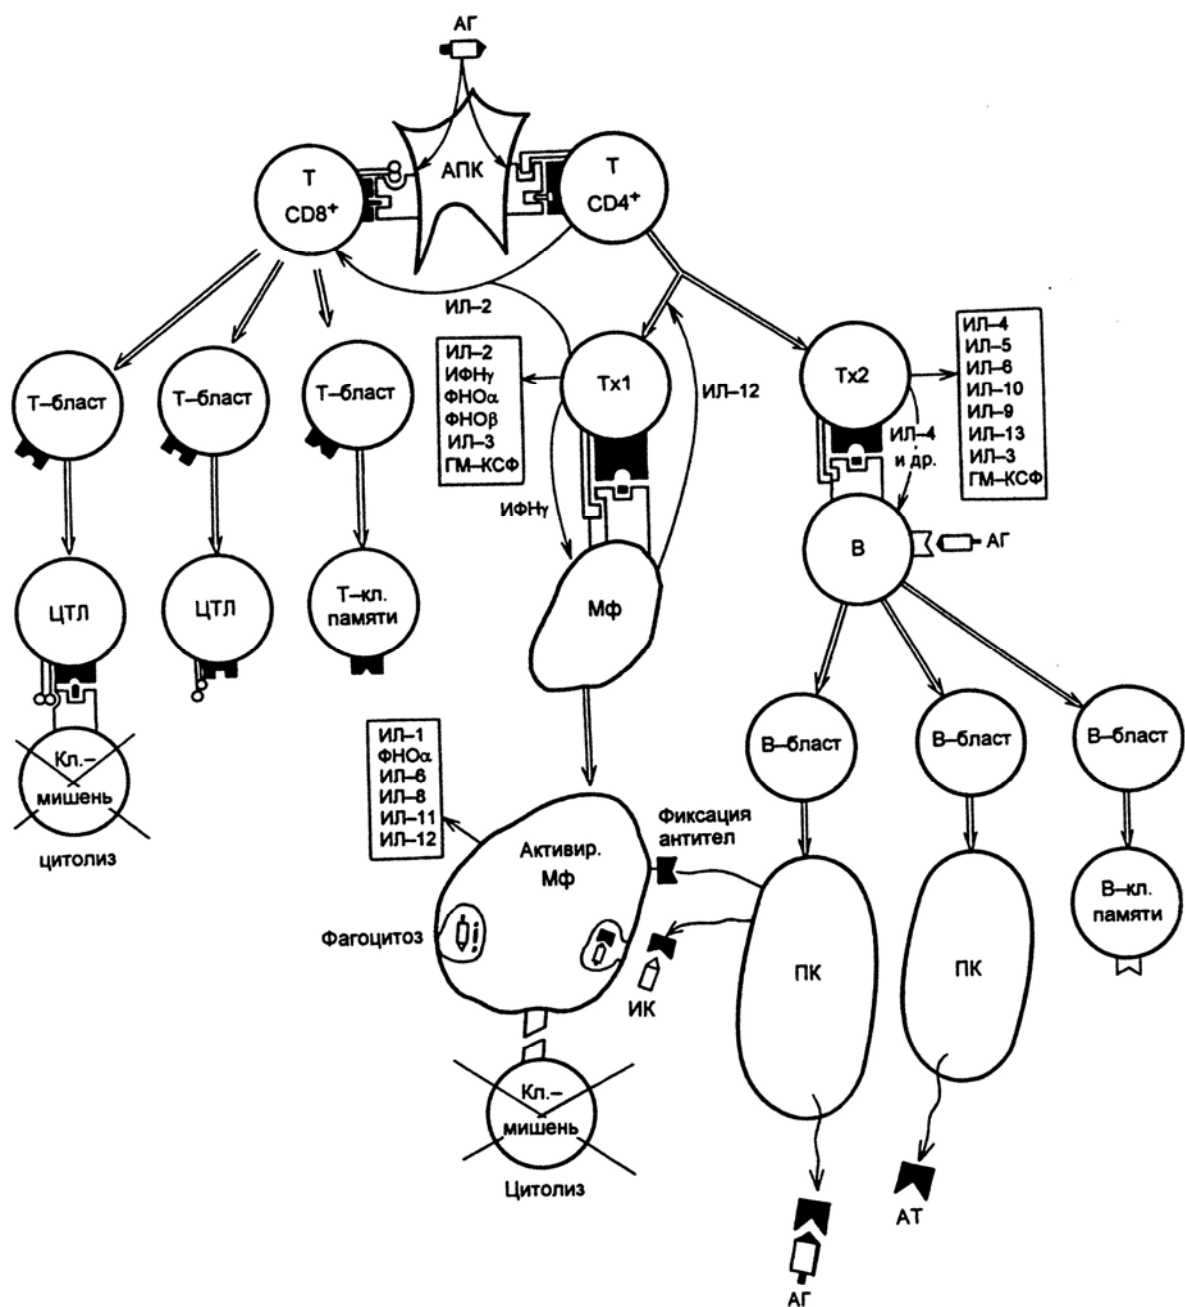 АГ
АПК
Т
CD8+
Т
CD4+
ИЛ–2
ИЛ–2
ИФНγ
ФНОα
ФНОβ
ИЛ–3
ГМ–КСФ
Тх1
ИЛ–12
Тх2
ИЛ–4
ИЛ–5
ИЛ–6
ИЛ–10
ИЛ–9
ИЛ–13
ИЛ–3
ГМ–КСФ
ИЛ–4
и др.
Т–бласт
Т–бласт
Т–бласт
ИФНγ
В
АГ
ЦТЛ
ЦТЛ
Т–кл.
памяти
Мф
Кл.–
мишень
цитолиз
ИЛ–1
ФНОα
ИЛ–6
ИЛ–8
ИЛ–11
ИЛ–12
В–бласт
В–бласт
В–бласт
Фиксация
антител
Активир.
Мф
Фагоцитоз
ИК
ПК
ПК
В–кл.
памяти
Кл.–
мишень
Цитолиз
АТ
АГ